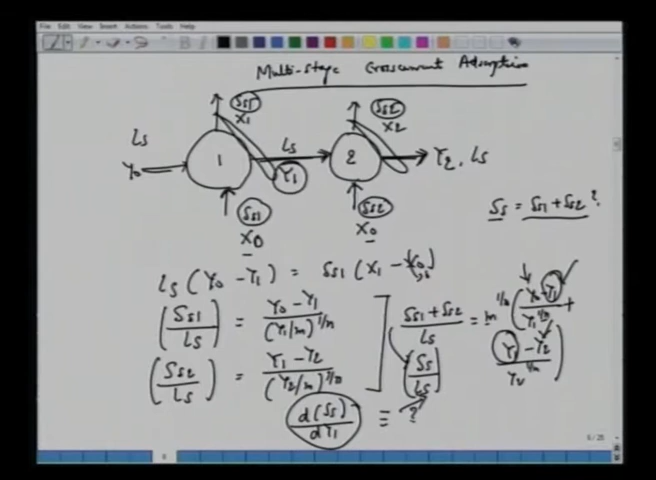 File Edit View Insert Actions Tools Help
Multi-stage Crosscurrent Adsorption
Ss1 X1
Ss2 X2
Ls Y0 → 1 Ls Y1 → 2 → Y2, Ls
Ss1 X0
Ss2 X0
Ss = Ss1 + Ss2 ?
Ls (Y0 - Y1) = Ss1 (X1 - X0)
(Ss1/Ls) = (Y0 - Y1)/(Y1/m)^1/n
(Ss2/Ls) = (Y1 - Y2)/(Y2/m)^1/n
(Ss1 + Ss2)/Ls = m^1/n ( (Y0 - Y1)/Y1^1/n + (Y1 - Y2)/Y2^1/n )
(Ss/Ls)
d(Ss)/dY1 ≡ ?